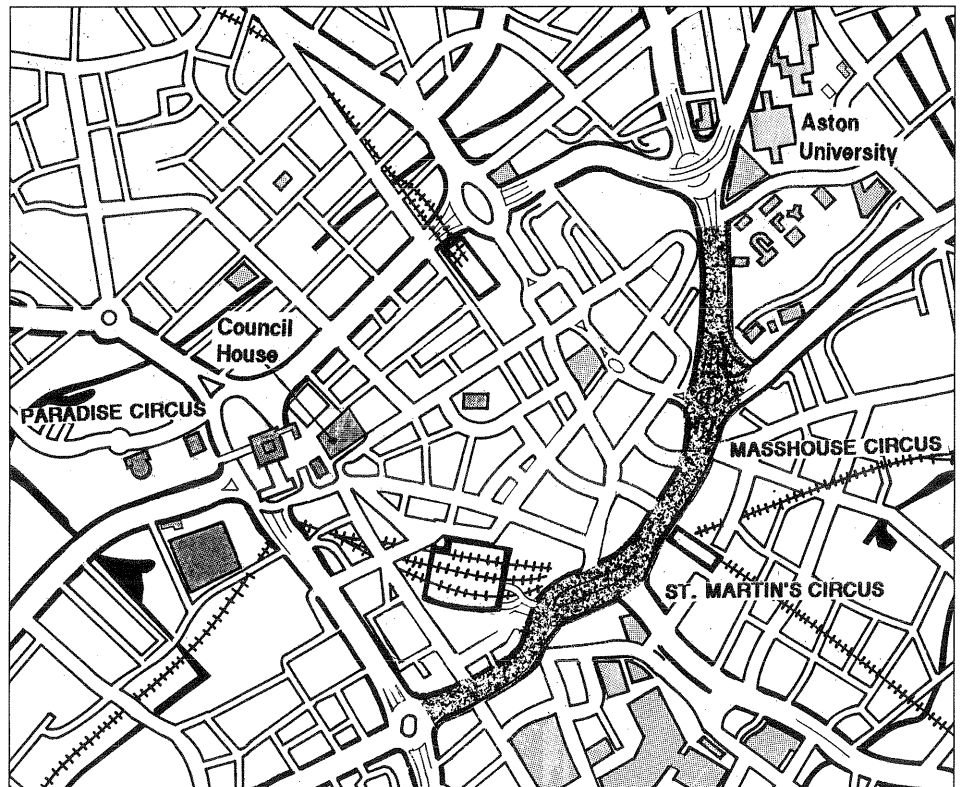 Aston
University
Council
House
PARADISE CIRCUS
MASSHOUSE CIRCUS
ST. MARTIN'S CIRCUS